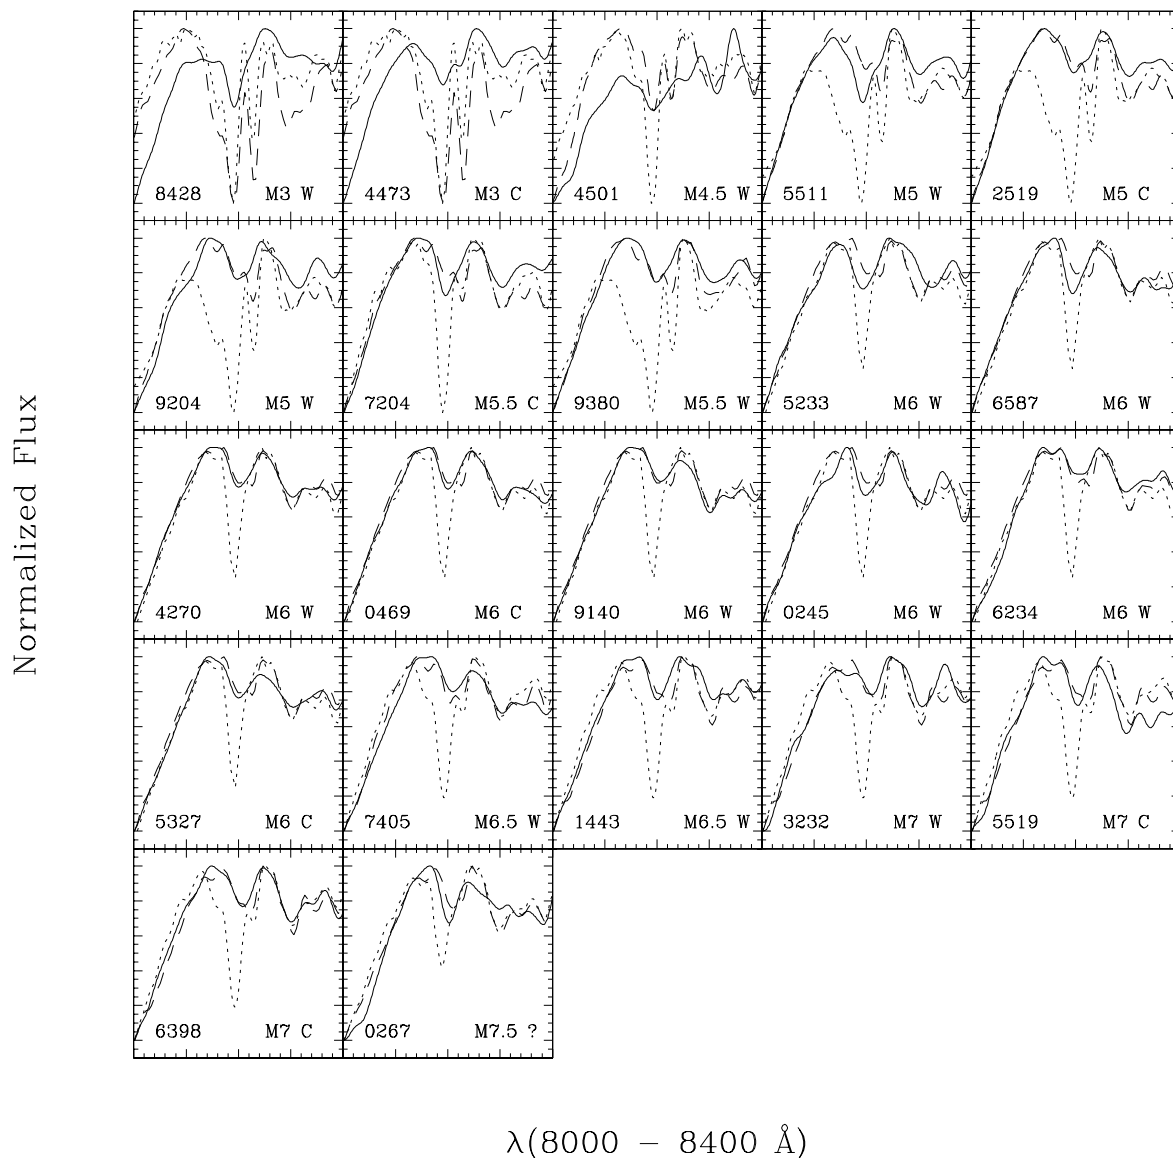 Normalized Flux
8428 M3 W
4473 M3 C
4501 M4.5 W
5511 M5 W
2519 M5 C
9204 M5 W
7204 M5.5 C
9380 M5.5 W
5233 M6 W
6587 M6 W
4270 M6 W
0469 M6 C
9140 M6 W
0245 M6 W
6234 M6 W
5327 M6 C
7405 M6.5 W
1443 M6.5 W
3232 M7 W
5519 M7 C
6398 M7 C
0267 M7.5 ?
λ(8000 − 8400 Å)